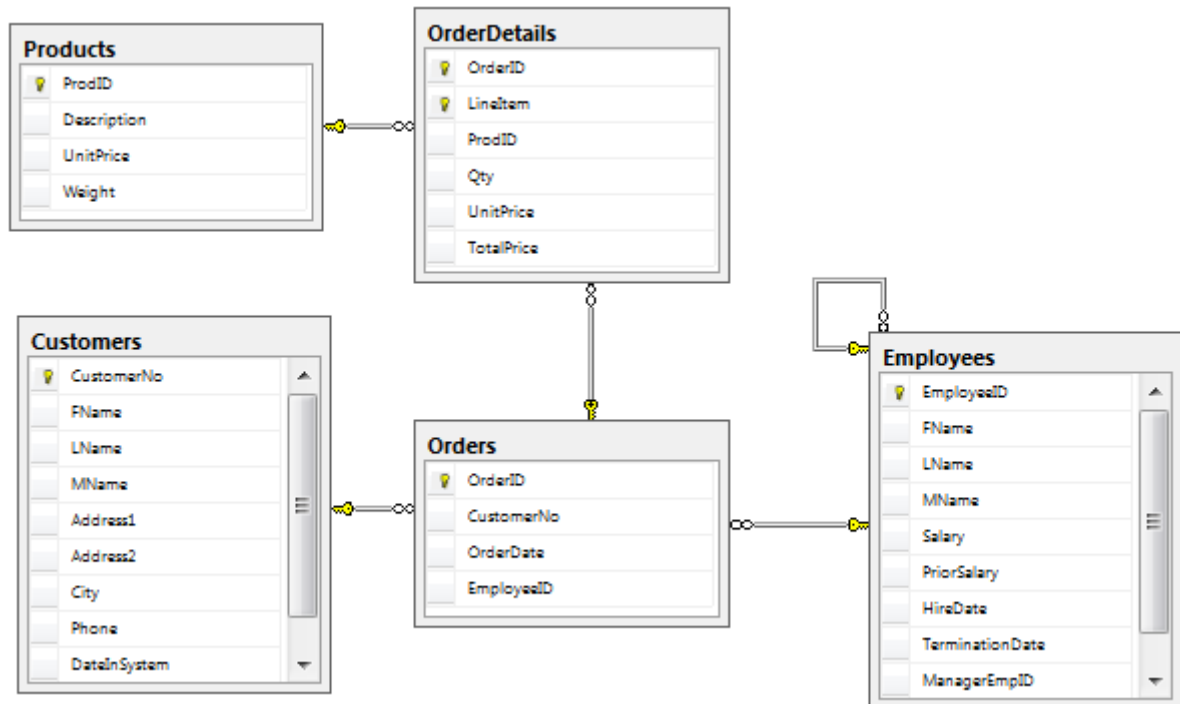 Products
ProdID
Description
UnitPrice
Weight
OrderDetails
OrderID
LineItem
ProdID
Qty
UnitPrice
TotalPrice
Customers
CustomerNo
FName
LName
MName
Address1
Address2
City
Phone
DateInSystem
Orders
OrderID
CustomerNo
OrderDate
EmployeeID
Employees
EmployeeID
FName
LName
MName
Salary
PriorSalary
HireDate
TerminationDate
ManagerEmpID